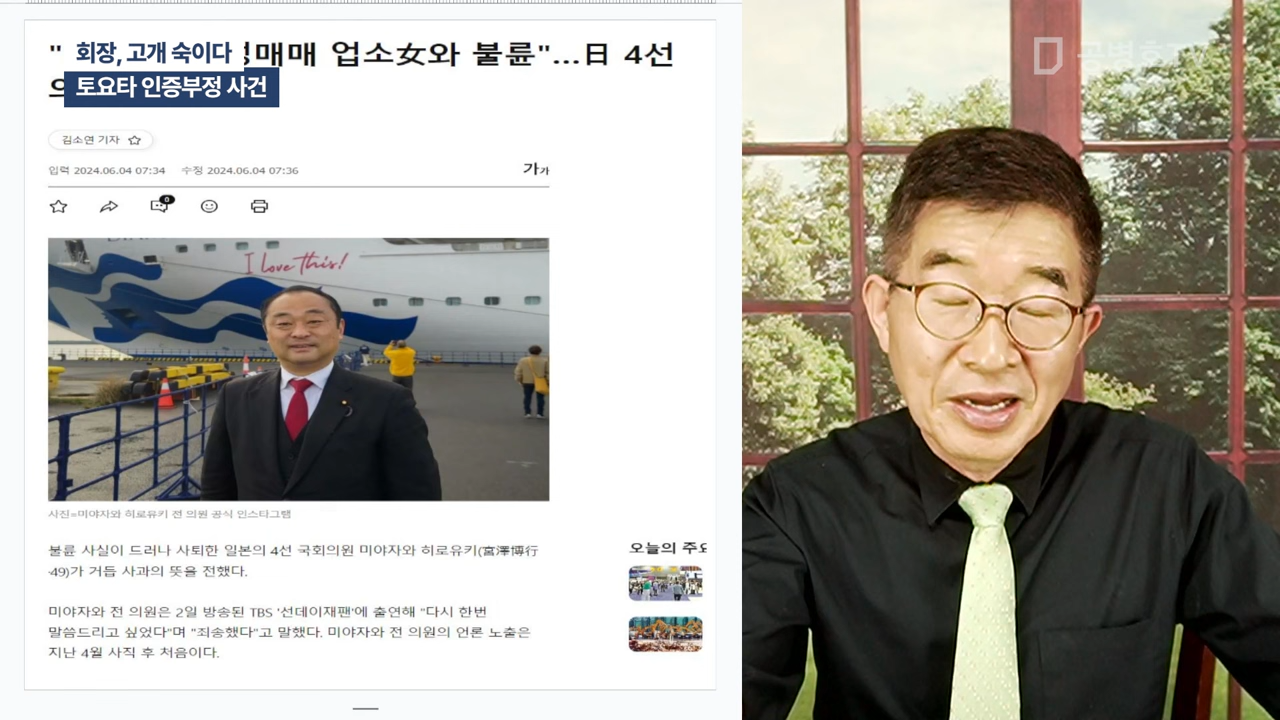 회장, 고개 숙이다
토요타 인증부정 사건
" 매매 업소女와 불륜"...日 4선
김소연 기자
입력 2024.06.04 07:34 수정 2024.06.04 07:36
가가
0
I love this!
사진=미야자와 히로유키 전 의원 공식 인스타그램
불륜 사실이 드러나 사퇴한 일본의 4선 국회의원 미야자와 히로유키(宮澤博行
·49)가 거듭 사과의 뜻을 전했다.
미야자와 전 의원은 2일 방송된 TBS '선데이재팬'에 출연해 "다시 한번
말씀드리고 싶었다"며 "죄송했다"고 말했다. 미야자와 전 의원의 언론 노출은
지난 4월 사직 후 처음이다.
오늘의 주요
공병호TV